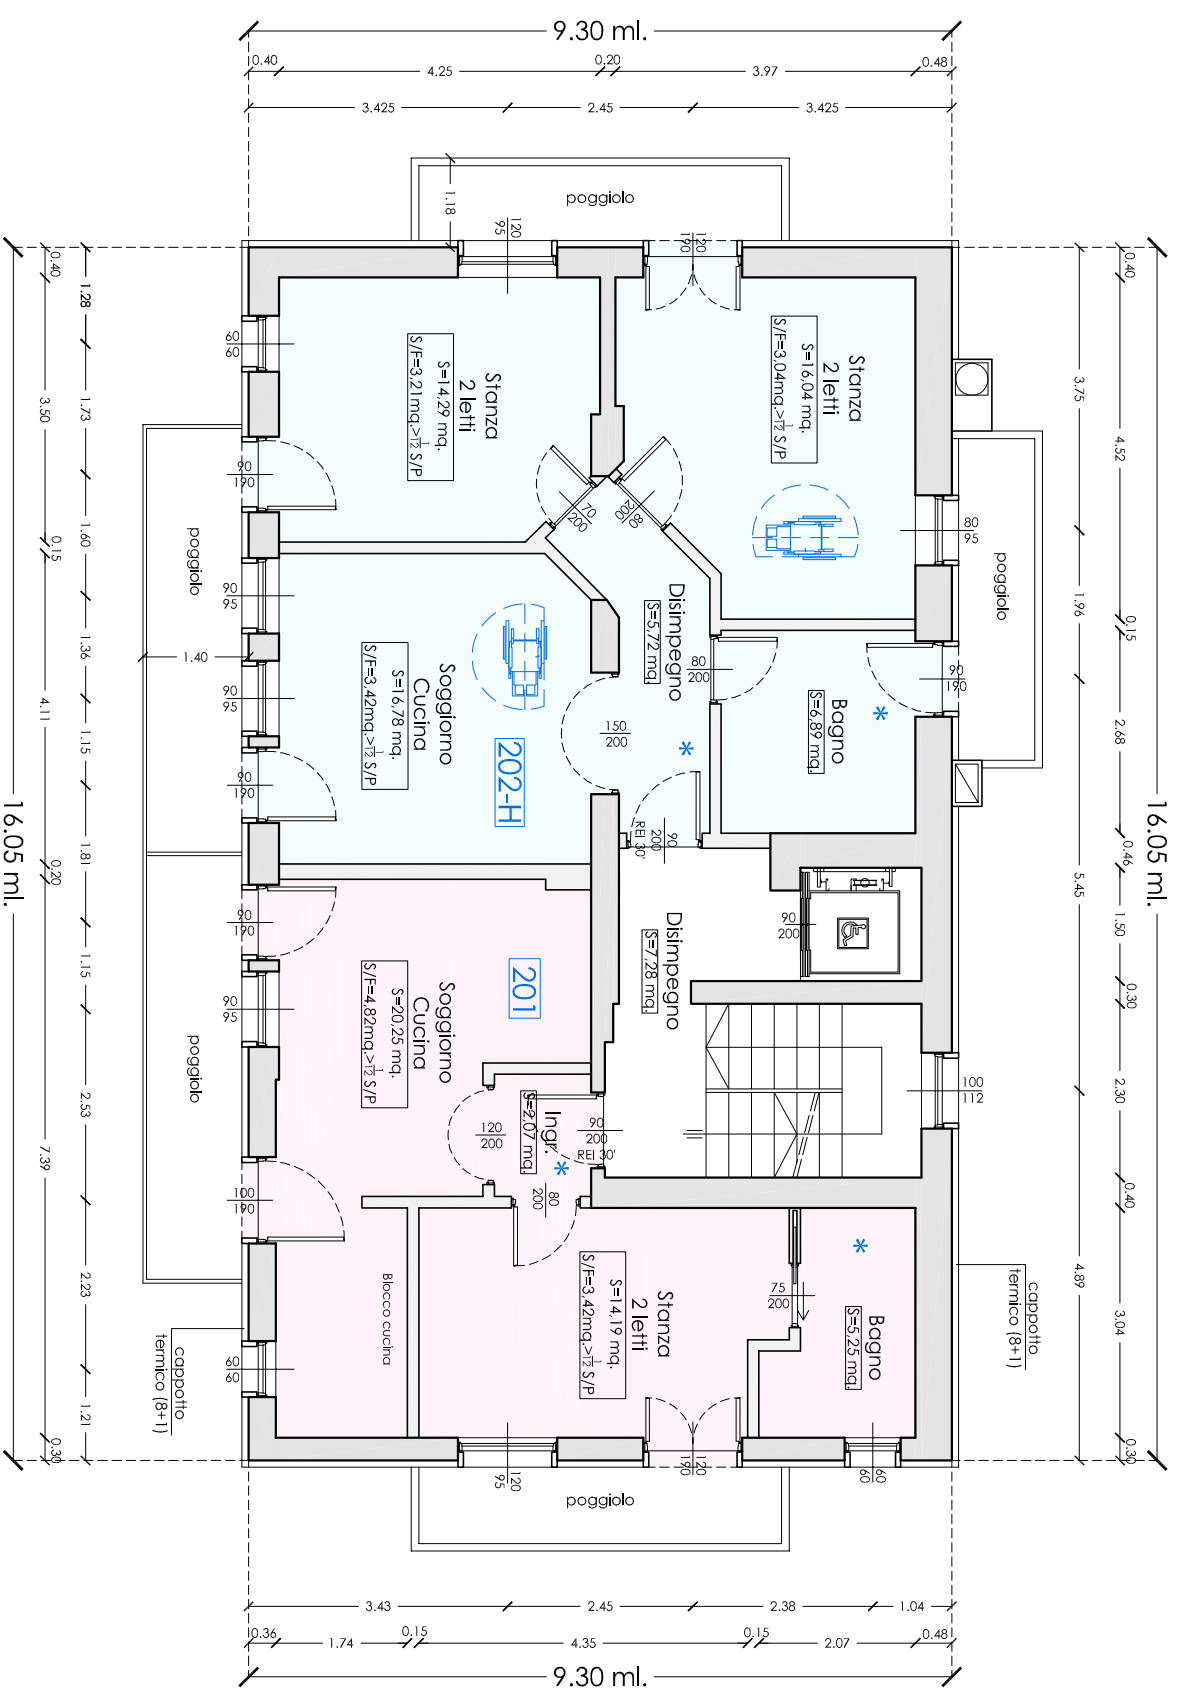 9.30 ml.
0.40
4.25
0.20
3.97
0.48
3.425
2.45
3.425
poggiolo
1.18
120
95
120
190
16.05 ml.
0.40
3.50
0.15
4.11
0.20
7.39
0.30
1.28
1.73
1.60
1.36
1.15
1.81
1.15
2.53
2.23
1.21
16.05 ml.
0.40
4.52
0.15
2.68
0.46
1.50
0.30
2.30
0.40
3.04
0.30
3.75
1.96
5.45
4.89
60
60
90
190
90
95
90
95
90
190
90
190
90
95
100
190
60
60
poggiolo
1.40
poggiolo
Stanza
2 letti
S=14,29 mq.
S/F=3,21mq.>1/12 S/P
70
200
Stanza
2 letti
S=16,04 mq.
S/F=3,04mq.>1/12 S/P
80
200
80
95
poggiolo
Disimpegno
S=5,72 mq.
80
200
Bagno
S=6,89 mq.
*
90
190
Soggiorno
Cucina
S=16,78 mq.
S/F=3,42mq.>1/12 S/P
202-H
150
200
*
90
200
REI 30'
Disimpegno
S=7,28 mq.
90
200
100
112
Soggiorno
Cucina
S=20,25 mq.
S/F=4,82mq.>1/12 S/P
201
Ingr.
S=2,07 mq.
*
120
200
90
200
REI 30'
80
200
Blocco cucina
Stanza
2 letti
S=14,19 mq.
S/F=3,42mq.>1/12 S/P
75
200
Bagno
S=5,25 mq.
*
cappotto
termico (8+1)
cappotto
termico (8+1)
120
95
120
190
60
60
poggiolo
3.43
2.45
2.38
1.04
0.36
1.74
0.15
4.35
0.15
2.07
0.48
9.30 ml.